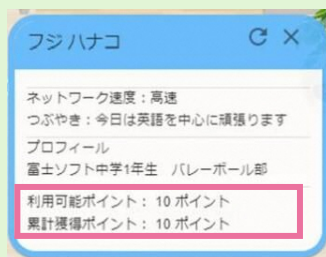 フジ ハナコ
ネットワーク速度：高速
つぶやき：今日は英語を中心に頑張ります
プロフィール
富士ソフト中学1年生　バレーボール部
利用可能ポイント： 10 ポイント
累計獲得ポイント： 10 ポイント